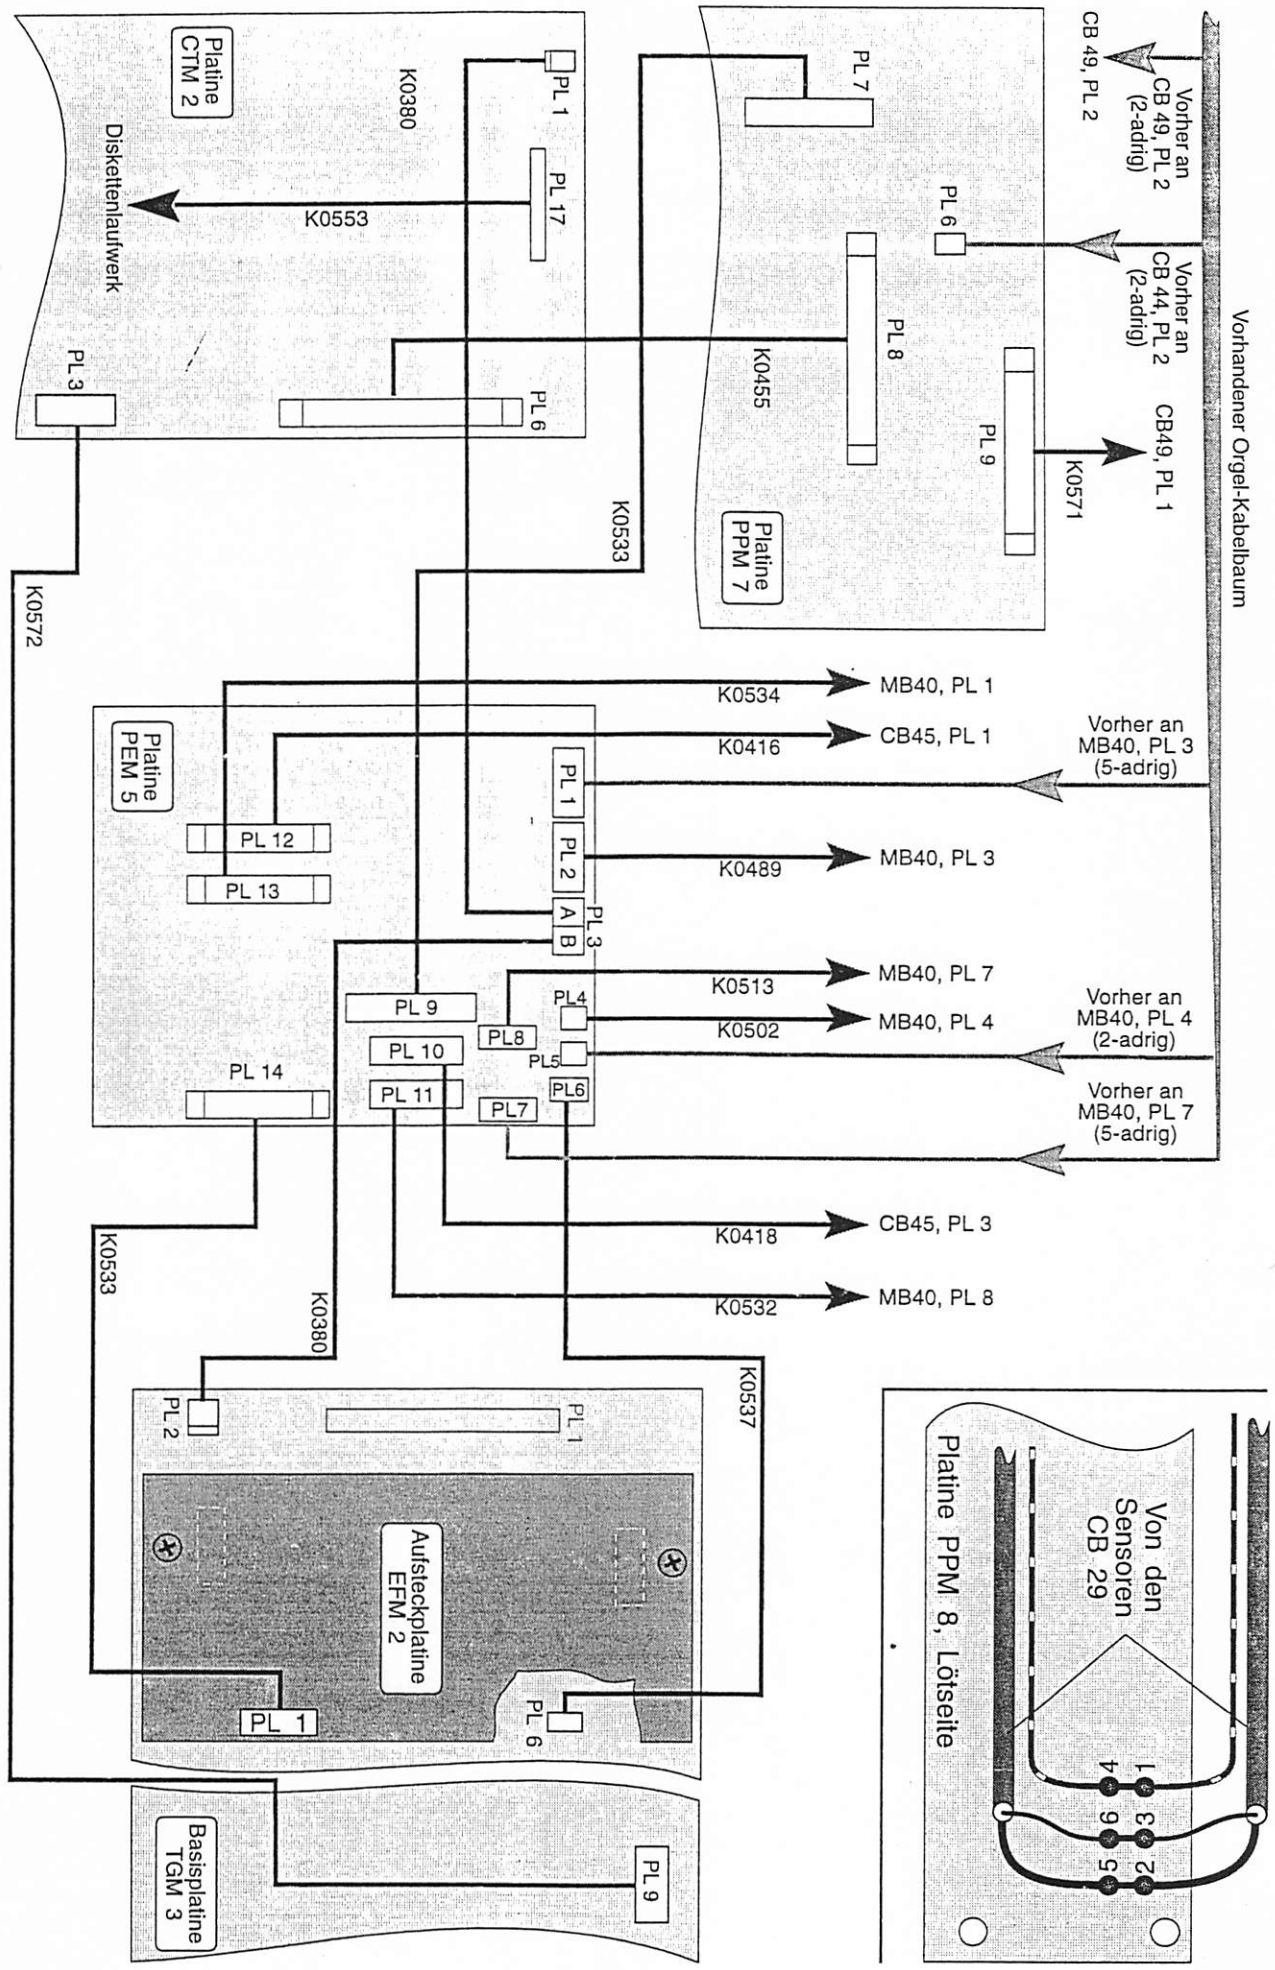 CB 49, PL 2
Vorher an
CB 49, PL 2
(2-adrig)
Vorher an
CB 44, PL 2
(2-adrig)
Vorhandener Orgel-Kabelbaum
CB49, PL 1
K0571
PL 7
PL 6
PL 8
PL 9
K0455
Platine
PPM 7
K0533
Platine
CTM 2
K0380
PL 1
PL 17
K0553
Diskettenlaufwerk
PL 3
PL 6
K0572
K0534
MB40, PL 1
K0416
CB45, PL 1
Vorher an
MB40, PL 3
(5-adrig)
K0489
MB40, PL 3
K0513
MB40, PL 7
K0502
MB40, PL 4
Vorher an
MB40, PL 4
(2-adrig)
Vorher an
MB40, PL 7
(5-adrig)
K0418
CB45, PL 3
K0532
MB40, PL 8
Platine
PEM 5
PL 1
PL 2
A
B
PL 3
PL 12
PL 13
PL 9
PL4
PL8
PL 10
PL5
PL 11
PL6
PL7
PL 14
K0533
K0380
K0537
PL 2
PL 1
Aufsteckplatine
EFM 2
PL 1
PL 6
Basisplatine
TGM 3
PL 9
Von den
Sensoren
CB 29
Platine PPM 8, Lötseite
1
3
2
4
6
5